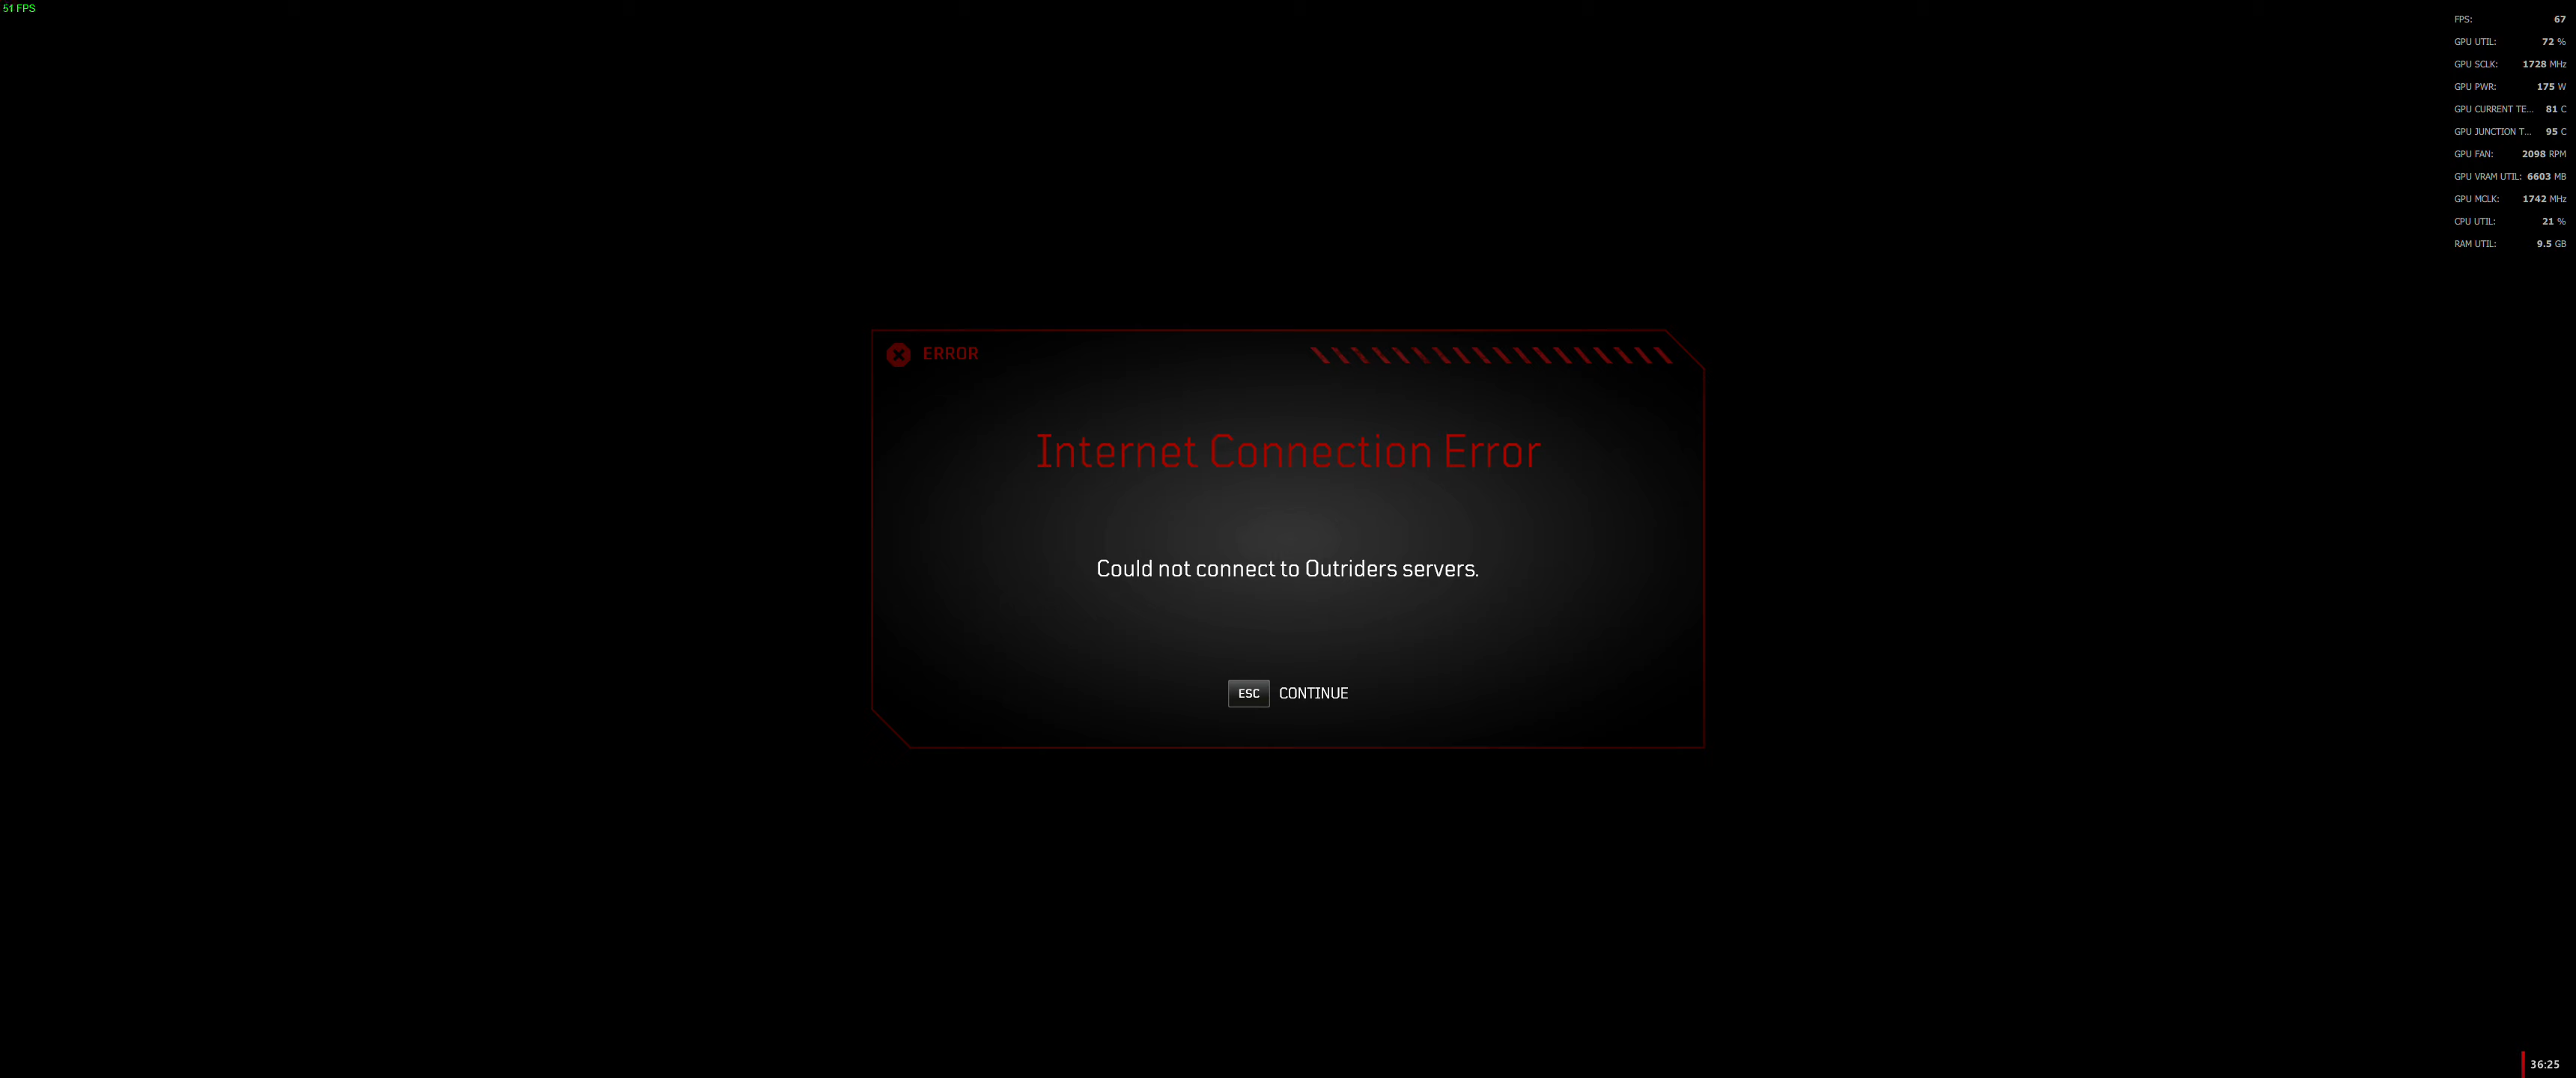 51 FPS
FPS: 67
GPU UTIL: 72 %
GPU SCLK: 1728 MHz
GPU PWR: 175 W
GPU CURRENT TE... 81 C
GPU JUNCTION T... 95 C
GPU FAN: 2098 RPM
GPU VRAM UTIL: 6603 MB
GPU MCLK: 1742 MHz
CPU UTIL: 21 %
RAM UTIL: 9.5 GB
ERROR
Internet Connection Error
Could not connect to Outriders servers.
ESC CONTINUE
36:25